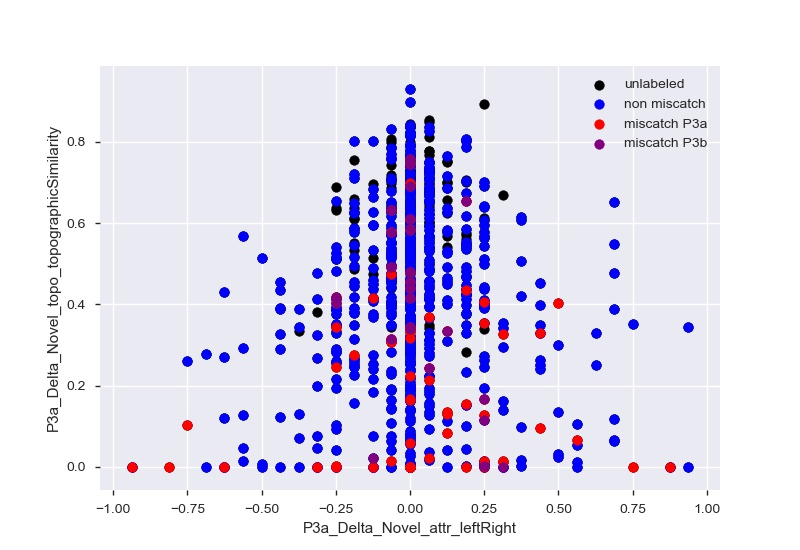 unlabeled
non miscatch
miscatch P3a
miscatch P3b
P3a_Delta_Novel_topo_topographicSimilarity
0.8
0.6
0.4
0.2
0.0
−1.00 −0.75 −0.50 −0.25 0.00 0.25 0.50 0.75 1.00
P3a_Delta_Novel_attr_leftRight